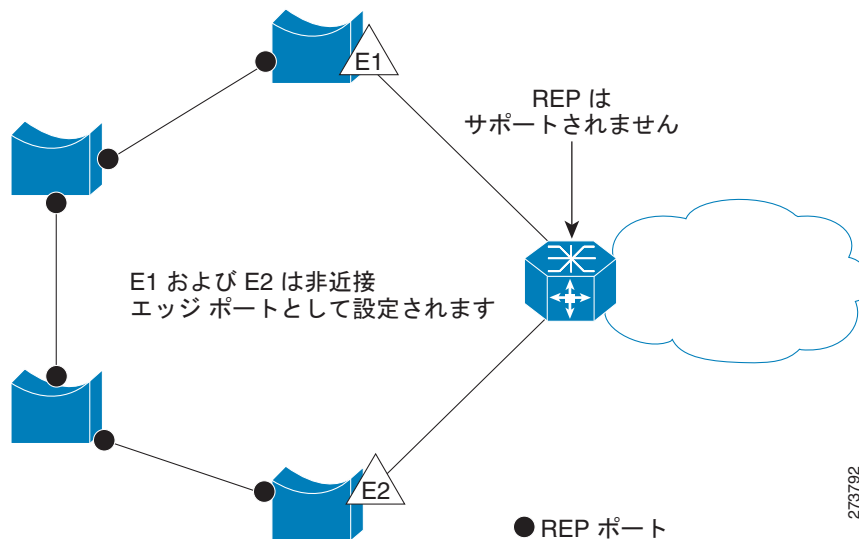 E1
REP は
サポートされません
E1 および E2 は非近接
エッジ ポートとして設定されます
E2
REP ポート
273792